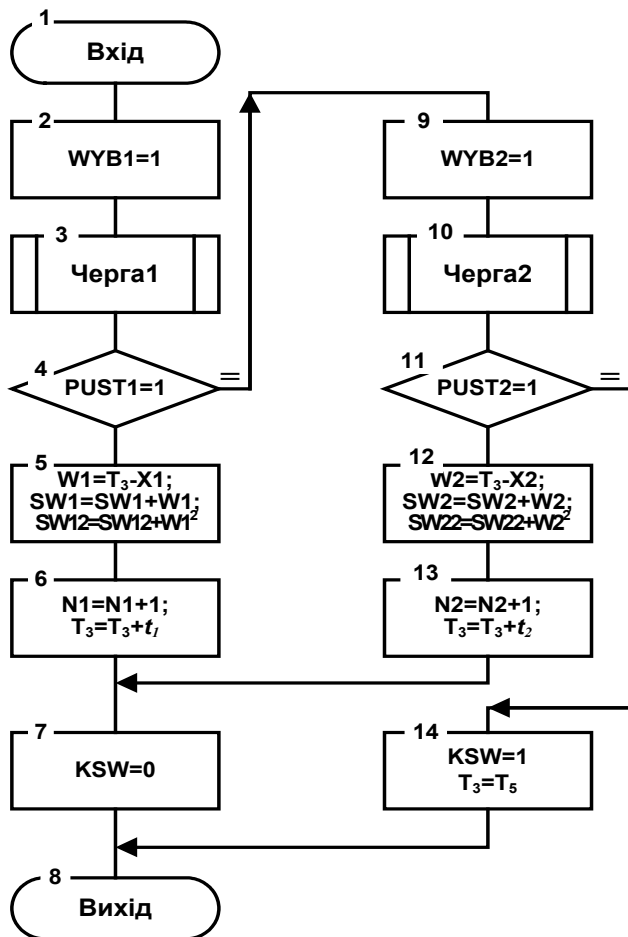 1
Вхід
2
WYB1=1
3
Черга1
4
PUST1=1
=
5
W1=T₃-X1;
SW1=SW1+W1;
SW12=SW12+W1²
6
N1=N1+1;
T₃=T₃+t₁
7
KSW=0
8
Вихід
9
WYB2=1
10
Черга2
11
PUST2=1
=
12
W2=T₃-X2;
SW2=SW2+W2;
SW22=SW22+W2²
13
N2=N2+1;
T₃=T₃+t₂
14
KSW=1
T₃=T₅